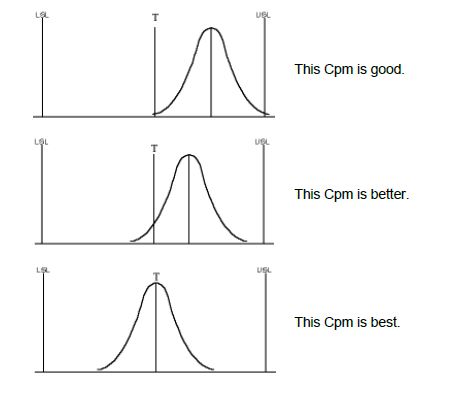 LSL T USL
This Cpm is good.
LSL T USL
This Cpm is better.
LSL T USL
This Cpm is best.